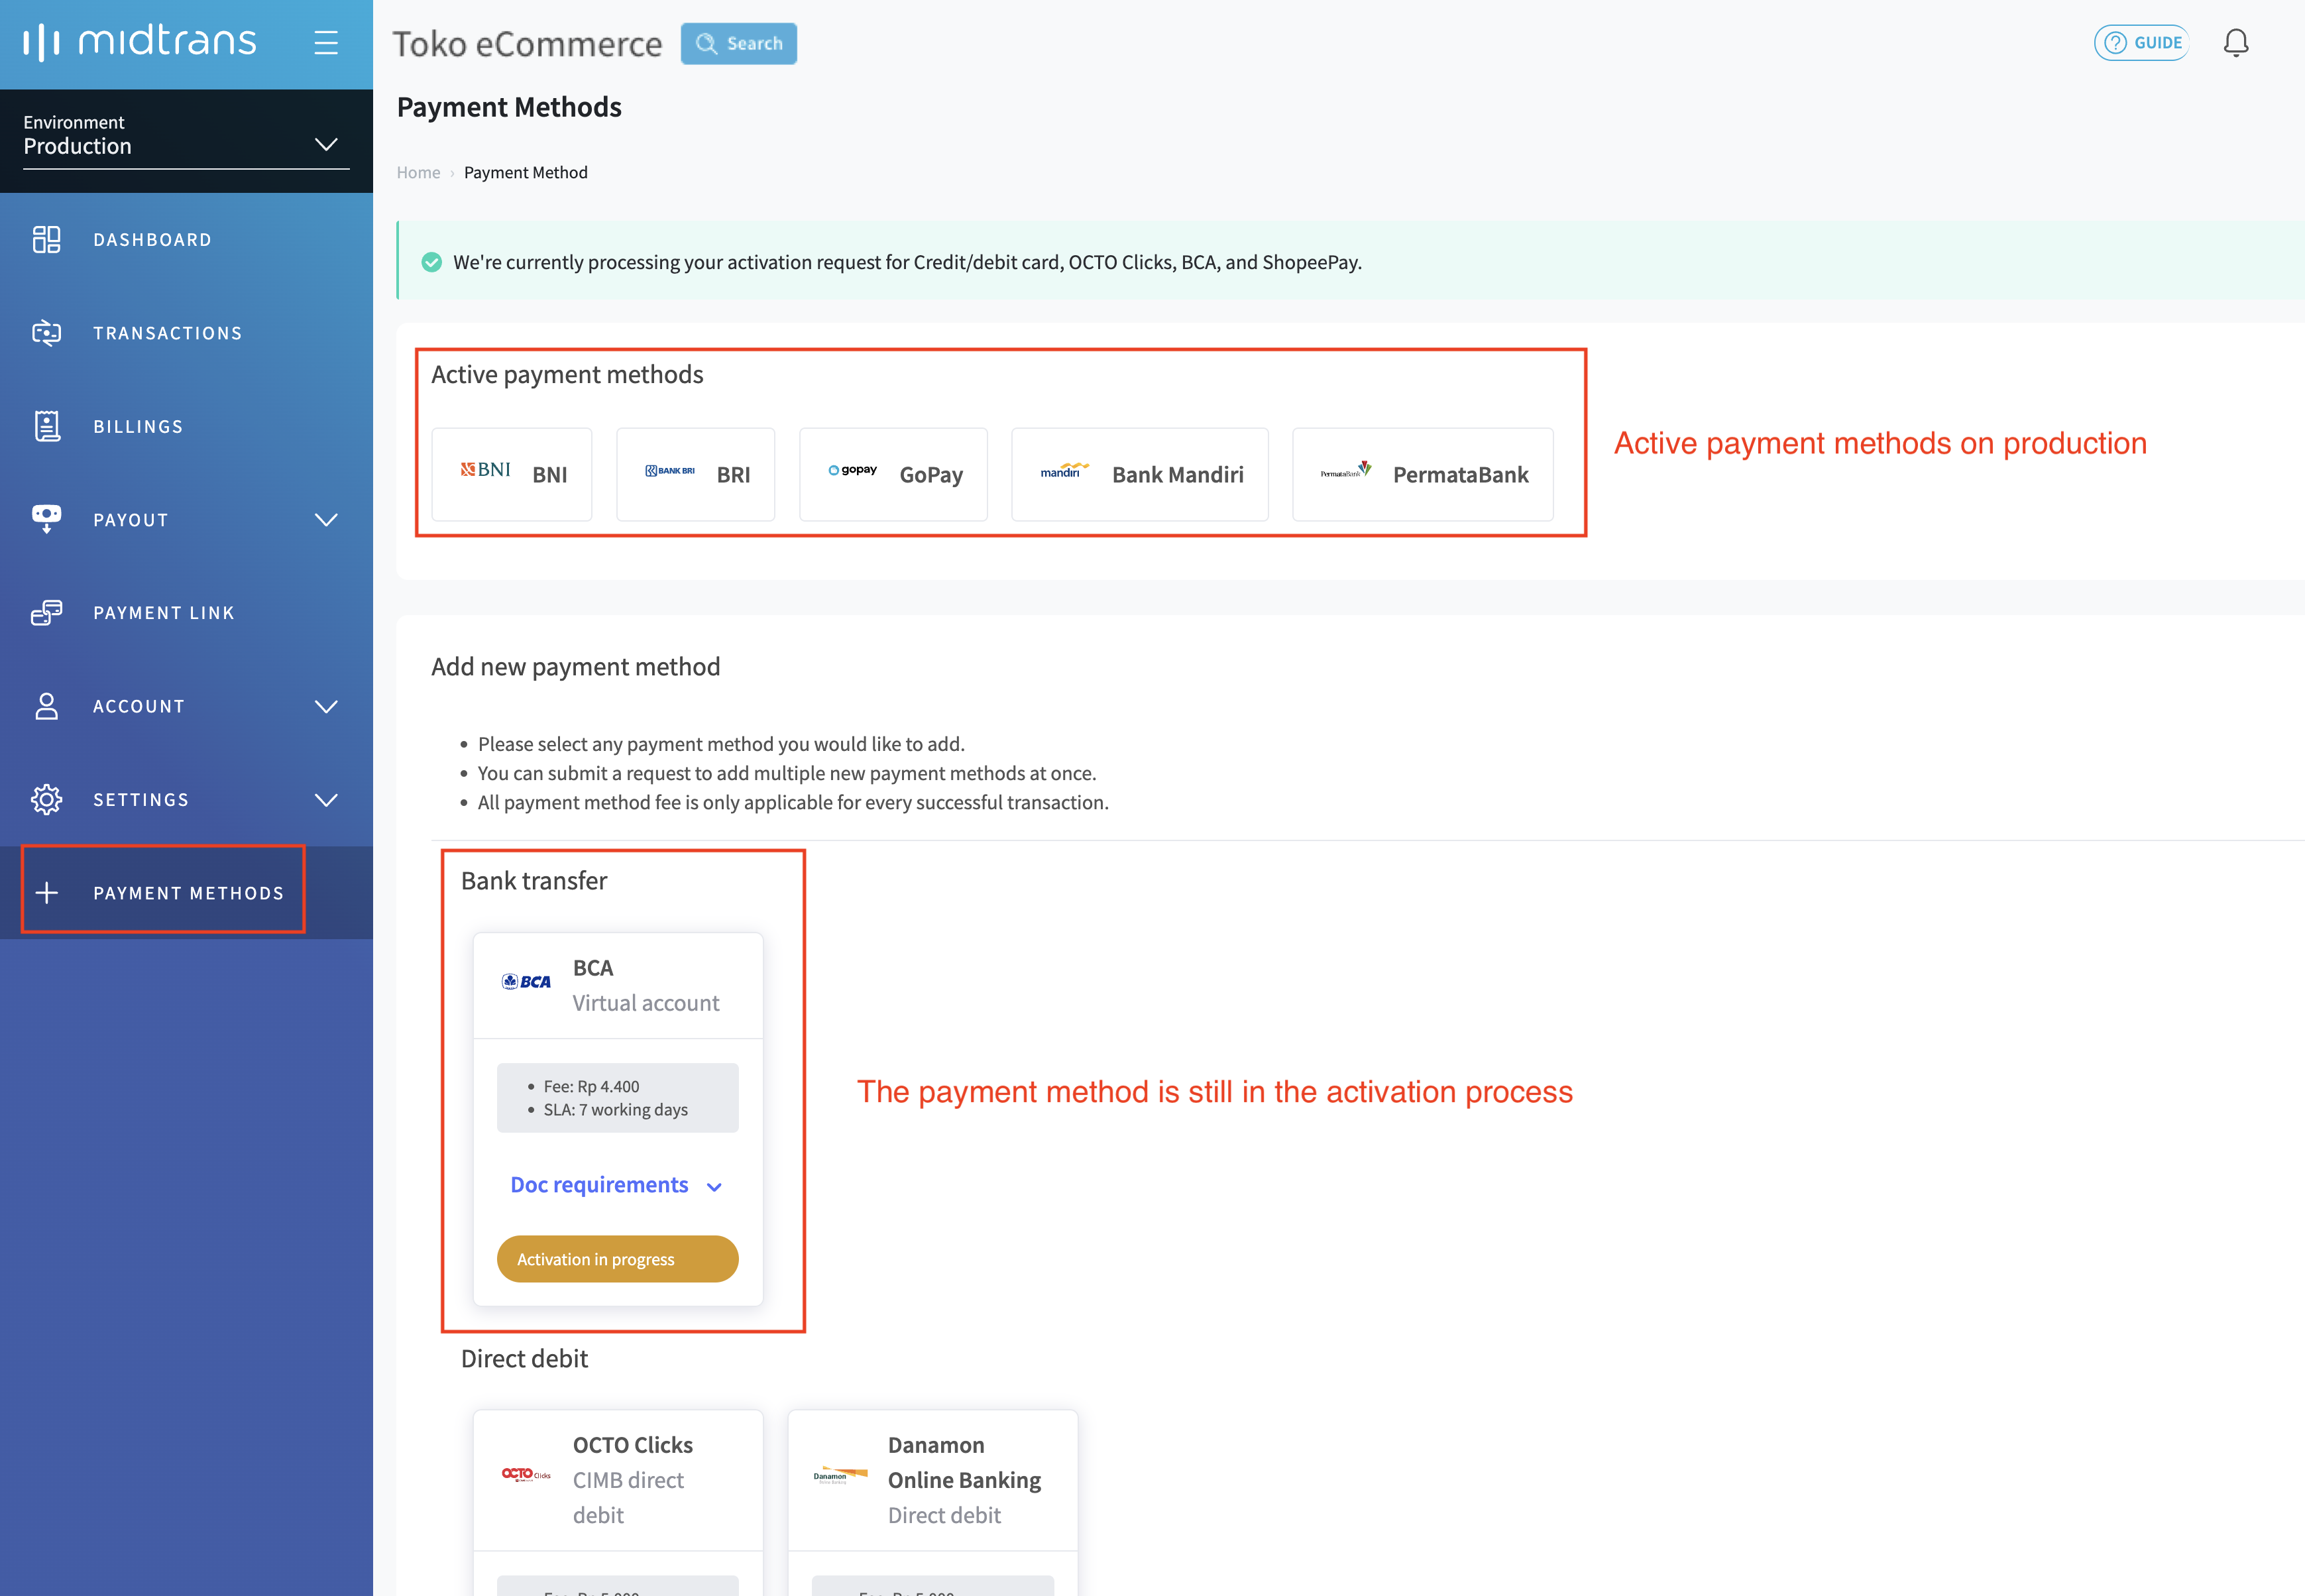 midtrans
Toko eCommerce
Search
GUIDE
Environment
Production
DASHBOARD
TRANSACTIONS
BILLINGS
PAYOUT
PAYMENT LINK
ACCOUNT
SETTINGS
PAYMENT METHODS
Payment Methods
Home › Payment Method
We're currently processing your activation request for Credit/debit card, OCTO Clicks, BCA, and ShopeePay.
Active payment methods
BNI BNI
BANK BRI BRI
gopay GoPay
mandiri Bank Mandiri
PermataBank PermataBank
Active payment methods on production
Add new payment method
• Please select any payment method you would like to add.
• You can submit a request to add multiple new payment methods at once.
• All payment method fee is only applicable for every successful transaction.
Bank transfer
BCA
BCA
Virtual account
• Fee: Rp 4.400
• SLA: 7 working days
Doc requirements
Activation in progress
The payment method is still in the activation process
Direct debit
OCTO Clicks
OCTO Clicks
CIMB direct
debit
Danamon
Danamon
Online Banking
Direct debit